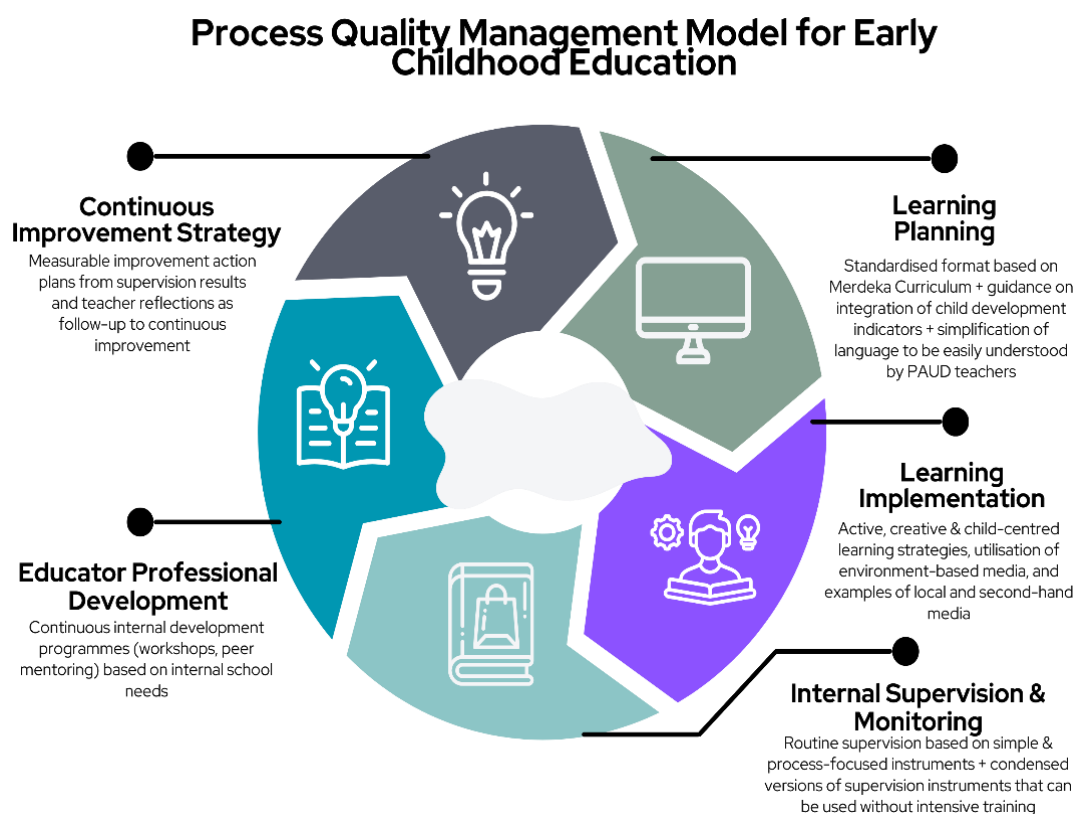 Process Quality Management Model for Early
Childhood Education
Continuous
Improvement Strategy
Measurable improvement action
plans from supervision results
and teacher reflections as
follow-up to continuous
improvement
Learning
Planning
Standardised format based on
Merdeka Curriculum + guidance on
integration of child development
indicators + simplification of
language to be easily understood
by PAUD teachers
Learning
Implementation
Active, creative & child-centred
learning strategies, utilisation of
environment-based media, and
examples of local and second-hand
media
Educator Professional
Development
Continuous internal development
programmes (workshops, peer
mentoring) based on internal school
needs
Internal Supervision &
Monitoring
Routine supervision based on simple &
process-focused instruments + condensed
versions of supervision instruments that can
be used without intensive training